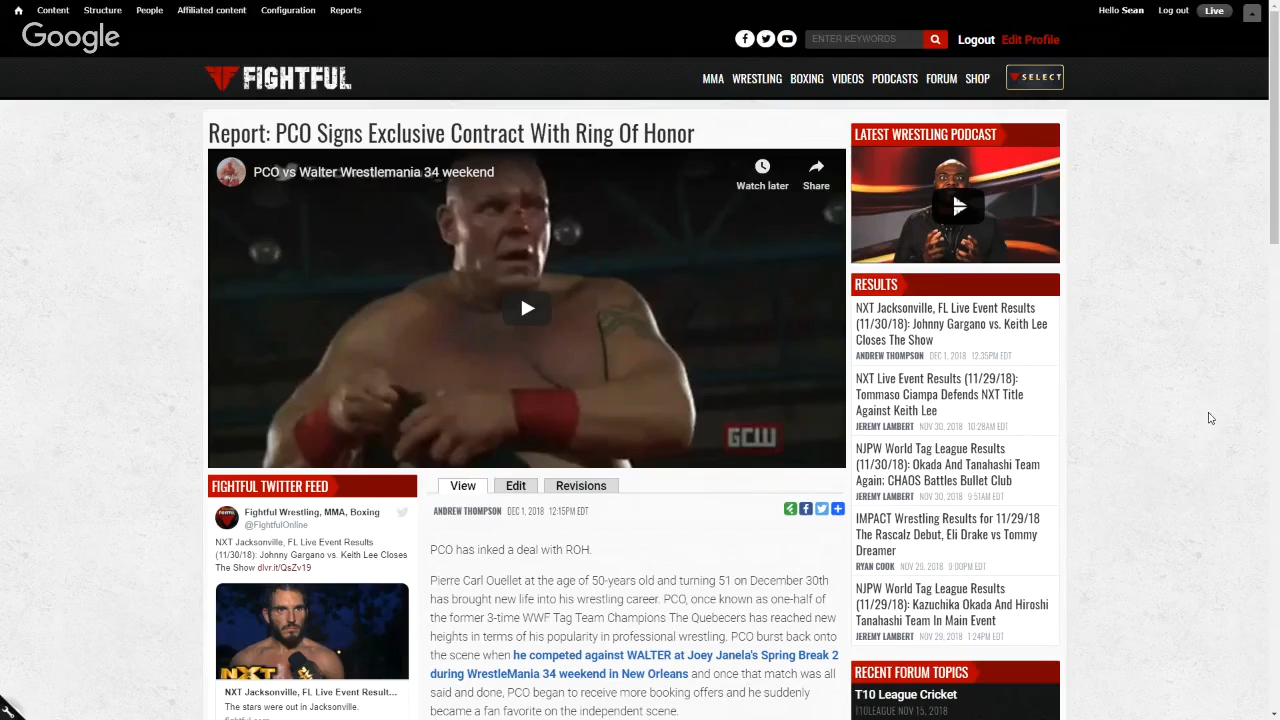 Content Structure People Affiliated content Configuration Reports
Hello Sean Log out Live
Google
ENTER KEYWORDS
Logout Edit Profile
FIGHTFUL
MMA WRESTLING BOXING VIDEOS PODCASTS FORUM SHOP
SELECT
Report: PCO Signs Exclusive Contract With Ring Of Honor
PCO vs Walter Wrestlemania 34 weekend
Watch later Share
GCW
FIGHTFUL TWITTER FEED
Fightful Wrestling, MMA, Boxing
@FightfulOnline
NXT Jacksonville, FL Live Event Results
(11/30/18): Johnny Gargano vs. Keith Lee Closes
The Show dlvr.it/QsZv19
NXT
NXT Jacksonville, FL Live Event Result...
The stars were out in Jacksonville.
fightful.com
View Edit Revisions
ANDREW THOMPSON DEC 1, 2018 12:15PM EDT
PCO has inked a deal with ROH.
Pierre Carl Ouellet at the age of 50-years old and turning 51 on December 30th
has brought new life into his wrestling career. PCO, once known as one-half of
the former 3-time WWF Tag Team Champions The Quebecers has reached new
heights in terms of his popularity in professional wrestling. PCO burst back onto
the scene when he competed against WALTER at Joey Janela's Spring Break 2
during WrestleMania 34 weekend in New Orleans and once that match was all
said and done, PCO began to receive more booking offers and he suddenly
became a fan favorite on the independent scene.
LATEST WRESTLING PODCAST
RESULTS
NXT Jacksonville, FL Live Event Results
(11/30/18): Johnny Gargano vs. Keith Lee
Closes The Show
ANDREW THOMPSON DEC 1, 2018 12:35PM EDT
NXT Live Event Results (11/29/18):
Tommaso Ciampa Defends NXT Title
Against Keith Lee
JEREMY LAMBERT NOV 30, 2018 10:28AM EDT
NJPW World Tag League Results
(11/30/18): Okada And Tanahashi Team
Again; CHAOS Battles Bullet Club
JEREMY LAMBERT NOV 30, 2018 9:51AM EDT
IMPACT Wrestling Results for 11/29/18
The Rascalz Debut, Eli Drake vs Tommy
Dreamer
RYAN COOK NOV 29, 2018 9:00PM EDT
NJPW World Tag League Results
(11/29/18): Kazuchika Okada And Hiroshi
Tanahashi Team In Main Event
JEREMY LAMBERT NOV 29, 2018 1:24PM EDT
RECENT FORUM TOPICS
T10 League Cricket
T10LEAGUE NOV 15, 2018